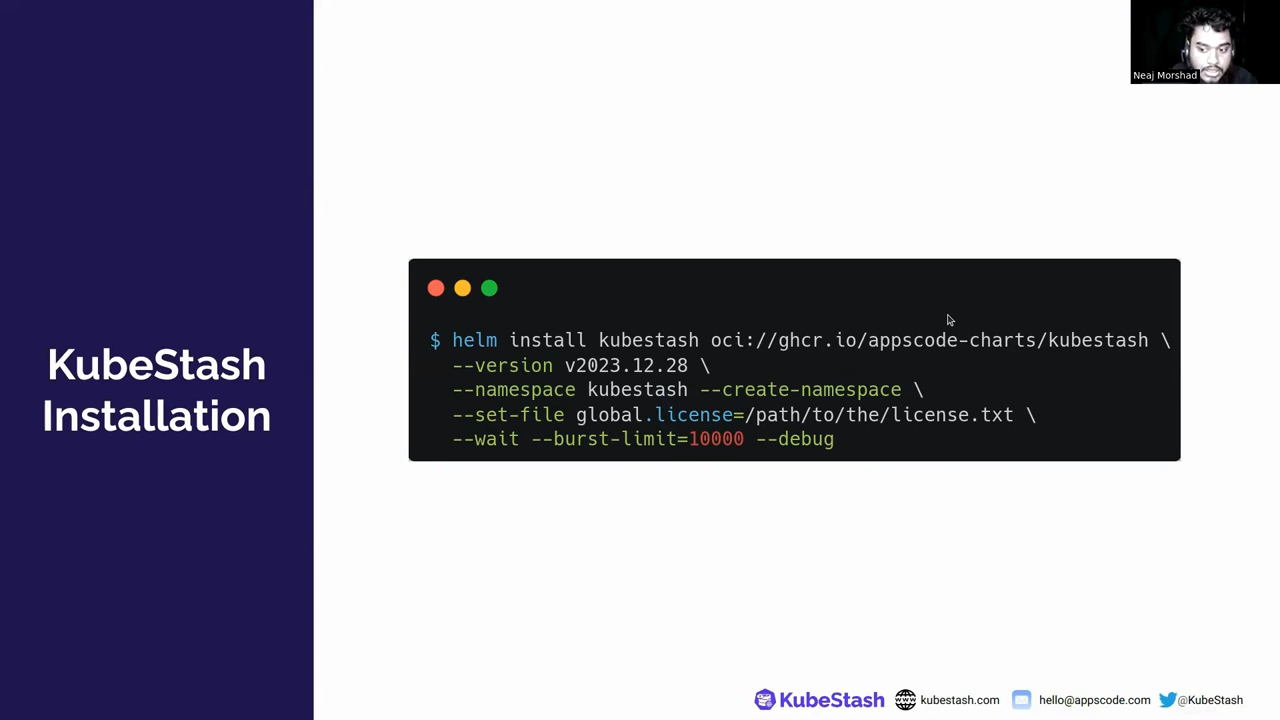 Neaj Morshad
KubeStash
Installation
$ helm install kubestash oci://ghcr.io/appscode-charts/kubestash \
--version v2023.12.28 \
--namespace kubestash --create-namespace \
--set-file global.license=/path/to/the/license.txt \
--wait --burst-limit=10000 --debug
KubeStash kubestash.com hello@appscode.com @KubeStash